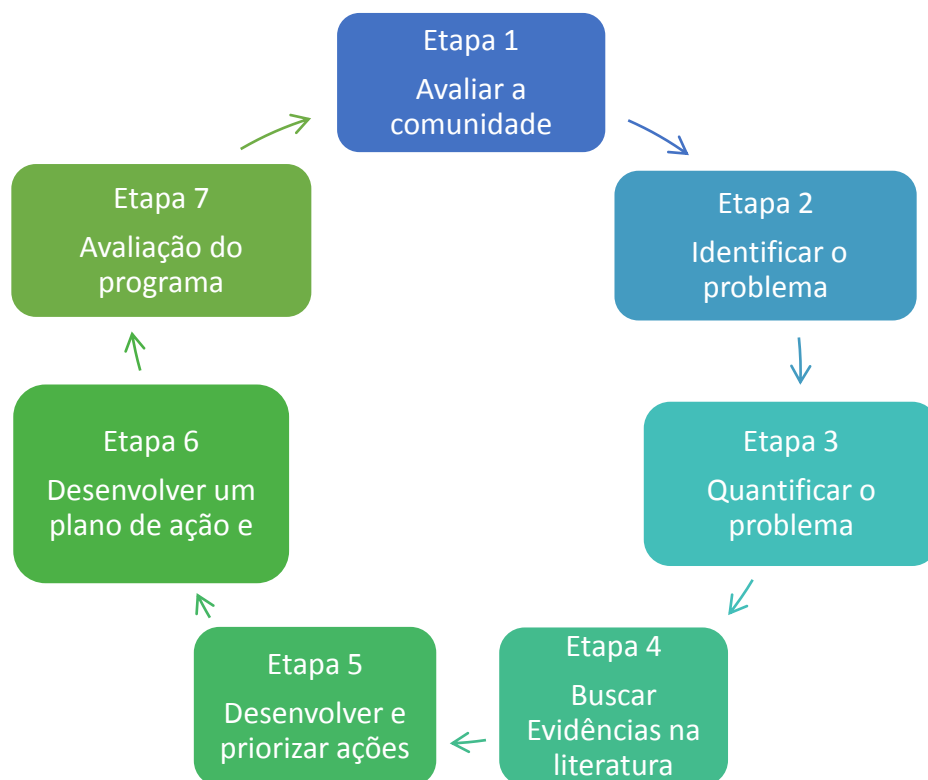 Etapa 1
Avaliar a
comunidade
Etapa 2
Identificar o
problema
Etapa 3
Quantificar o
problema
Etapa 4
Buscar
Evidências na
literatura
Etapa 5
Desenvolver e
priorizar ações
Etapa 6
Desenvolver um
plano de ação e
Etapa 7
Avaliação do
programa